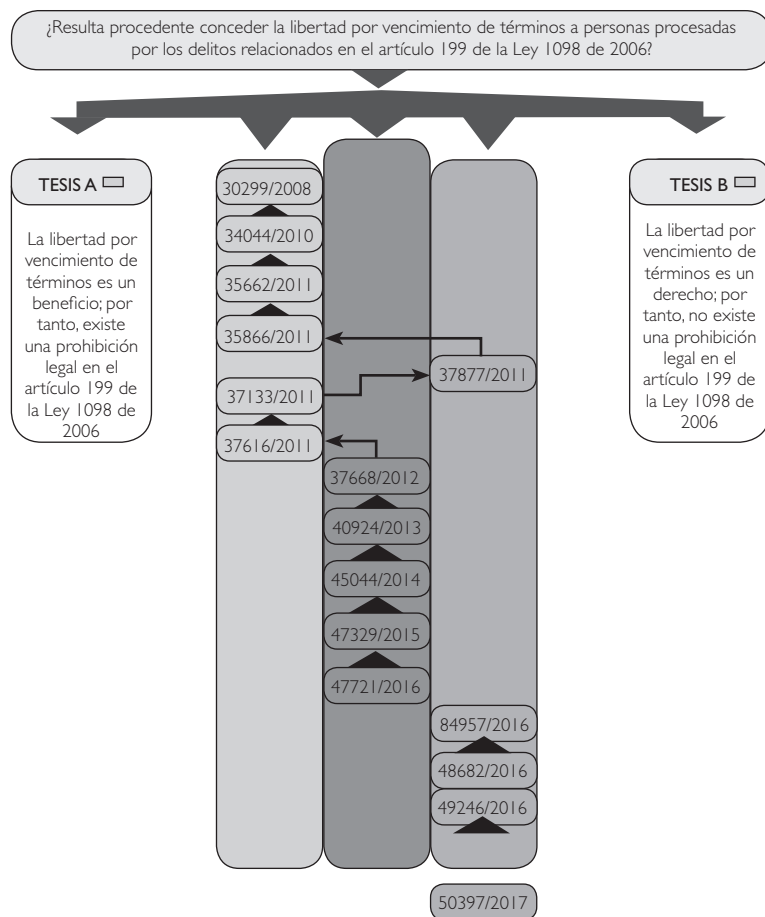 ¿Resulta procedente conceder la libertad por vencimiento de términos a personas procesadas
por los delitos relacionados en el artículo 199 de la Ley 1098 de 2006?
TESIS A
La libertad por
vencimiento de
términos es un
beneficio; por
tanto, existe
una prohibición
legal en el
artículo 199 de
la Ley 1098 de
2006
30299/2008
34044/2010
35662/2011
35866/2011
37133/2011
37616/2011
37668/2012
40924/2013
45044/2014
47329/2015
47721/2016
37877/2011
84957/2016
48682/2016
49246/2016
50397/2017
TESIS B
La libertad por
vencimiento de
términos es un
derecho; por
tanto, no existe
una prohibición
legal en el
artículo 199 de
la Ley 1098 de
2006